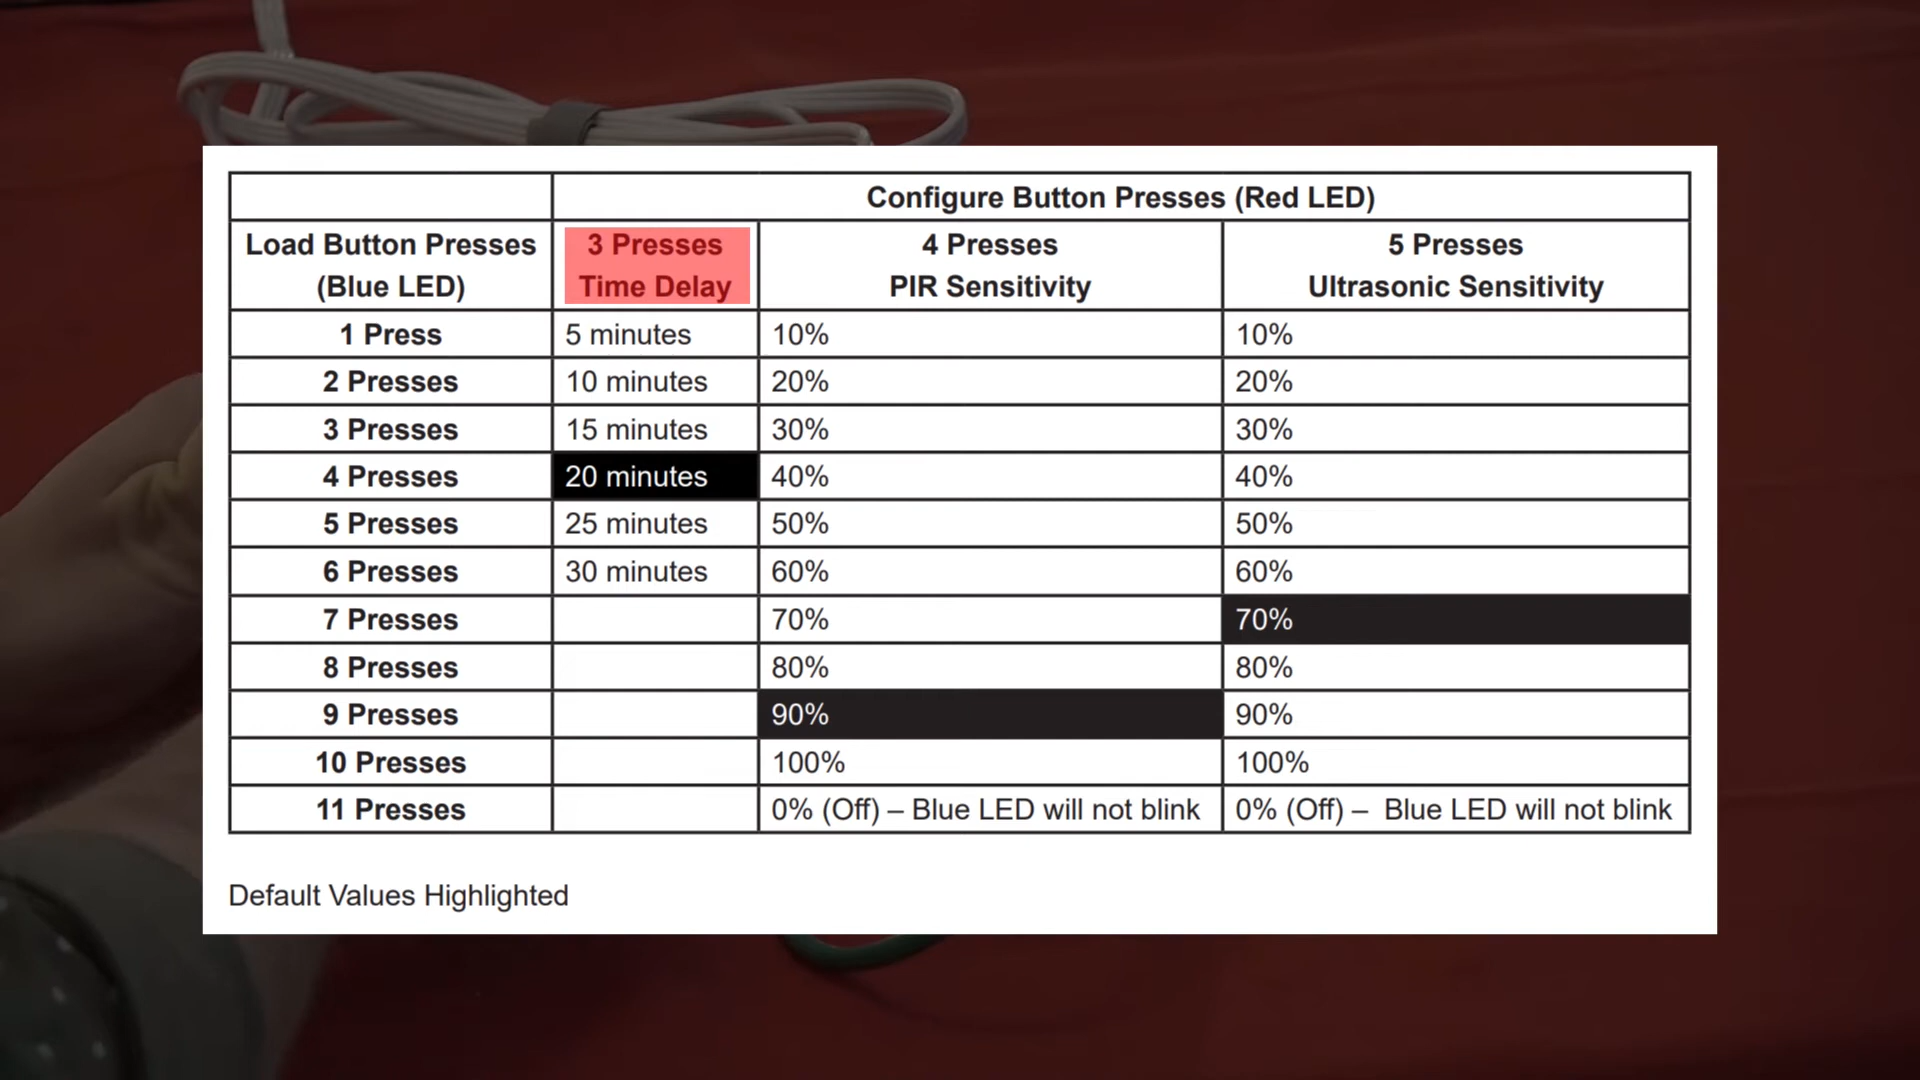 Configure Button Presses (Red LED)
Load Button Presses
(Blue LED)
3 Presses
Time Delay
4 Presses
PIR Sensitivity
5 Presses
Ultrasonic Sensitivity
1 Press 5 minutes 10% 10%
2 Presses 10 minutes 20% 20%
3 Presses 15 minutes 30% 30%
4 Presses 20 minutes 40% 40%
5 Presses 25 minutes 50% 50%
6 Presses 30 minutes 60% 60%
7 Presses 70% 70%
8 Presses 80% 80%
9 Presses 90% 90%
10 Presses 100% 100%
11 Presses 0% (Off) – Blue LED will not blink 0% (Off) – Blue LED will not blink
Default Values Highlighted